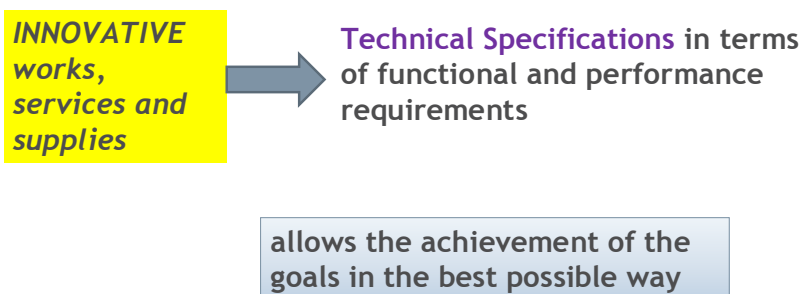 INNOVATIVE
works,
services and
supplies
Technical Specifications in terms
of functional and performance
requirements
allows the achievement of the
goals in the best possible way